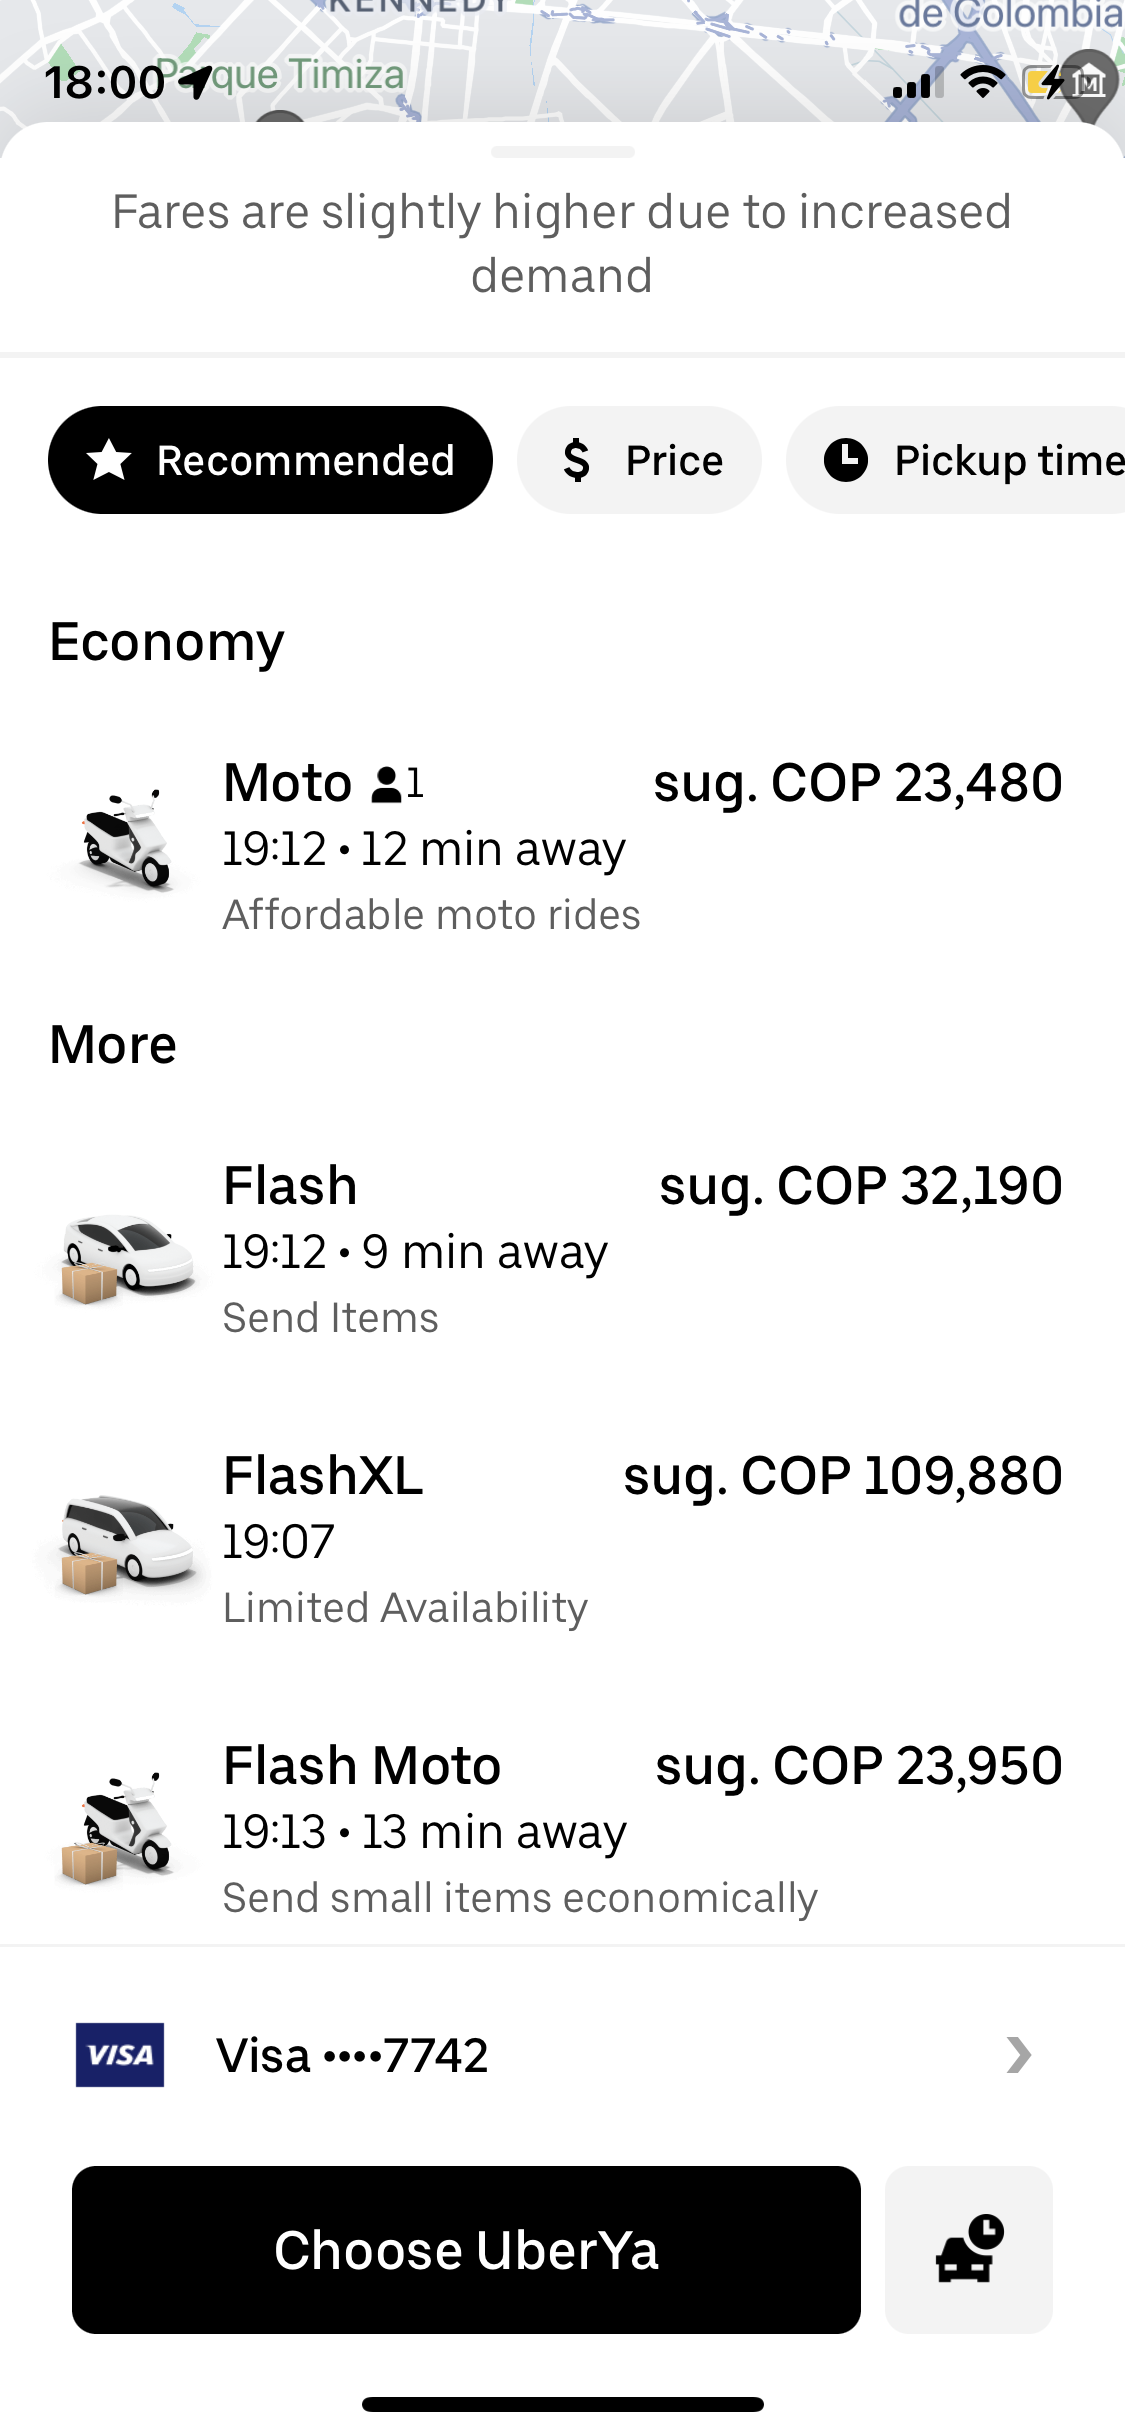 KENNEDY
de Colombia
Parque Timiza
18:00
Fares are slightly higher due to increased
demand
Recommended
$ Price
Pickup time
Economy
Moto 1 sug. COP 23,480
19:12 • 12 min away
Affordable moto rides
More
Flash sug. COP 32,190
19:12 • 9 min away
Send Items
FlashXL sug. COP 109,880
19:07
Limited Availability
Flash Moto sug. COP 23,950
19:13 • 13 min away
Send small items economically
VISA Visa ••••7742
Choose UberYa